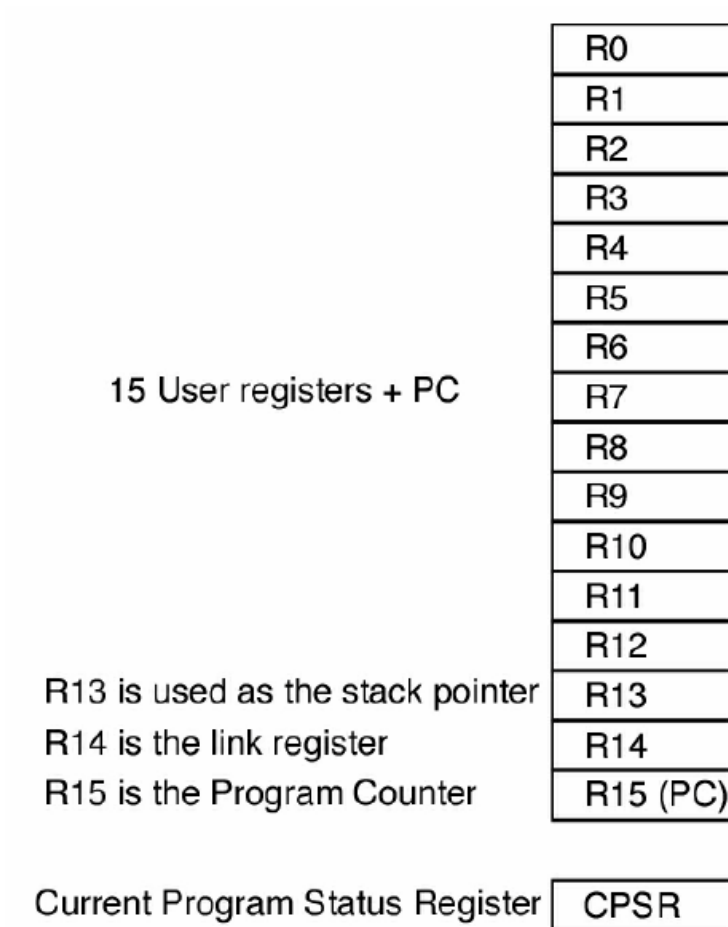 R0
R1
R2
R3
R4
R5
R6
15 User registers + PC R7
R8
R9
R10
R11
R12
R13 is used as the stack pointer R13
R14 is the link register R14
R15 is the Program Counter R15 (PC)
Current Program Status Register CPSR